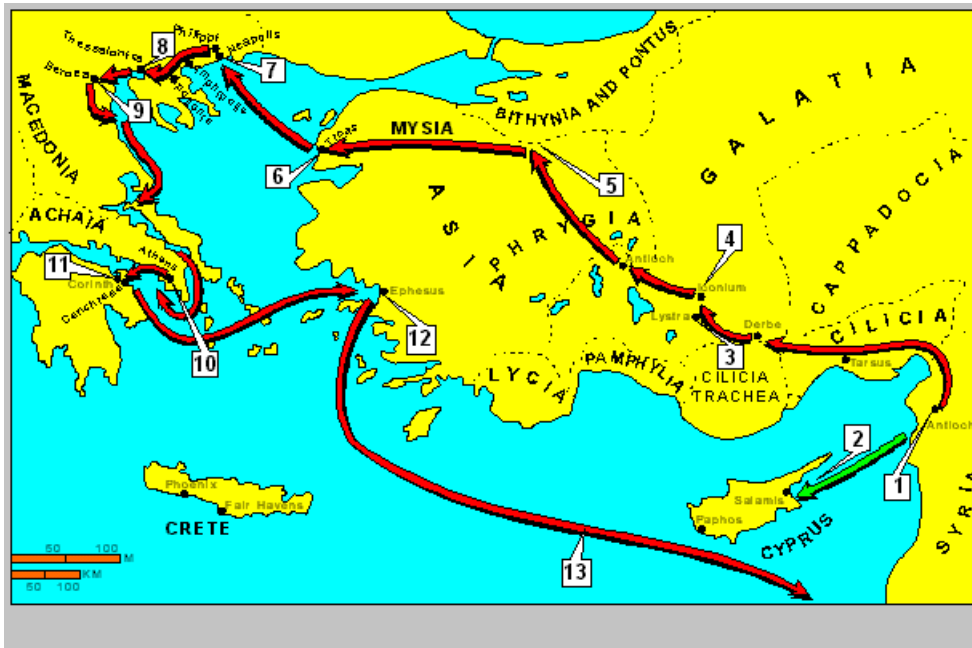 Philippi
Neapolis
Thessalonica
8
7
Amphipolis
Beroea
9
MACEDONIA
BITHYNIA AND PONTUS
GALATIA
MYSIA
Troas
6
5
ASIA
PHRYGIA
CAPPADOCIA
ACHAIA
Athens
11
Corinth
Cenchreae
10
Ephesus
12
Antioch
4
Iconium
Lystra
3
Derbe
CILICIA
Tarsus
LYCIA
PAMPHYLIA
CILICIA
TRACHEA
Antioch
2
1
Phoenix
Fair Havens
CRETE
Salamis
Paphos
CYPRUS
SYRIA
13
50 100
M
KM
50 100